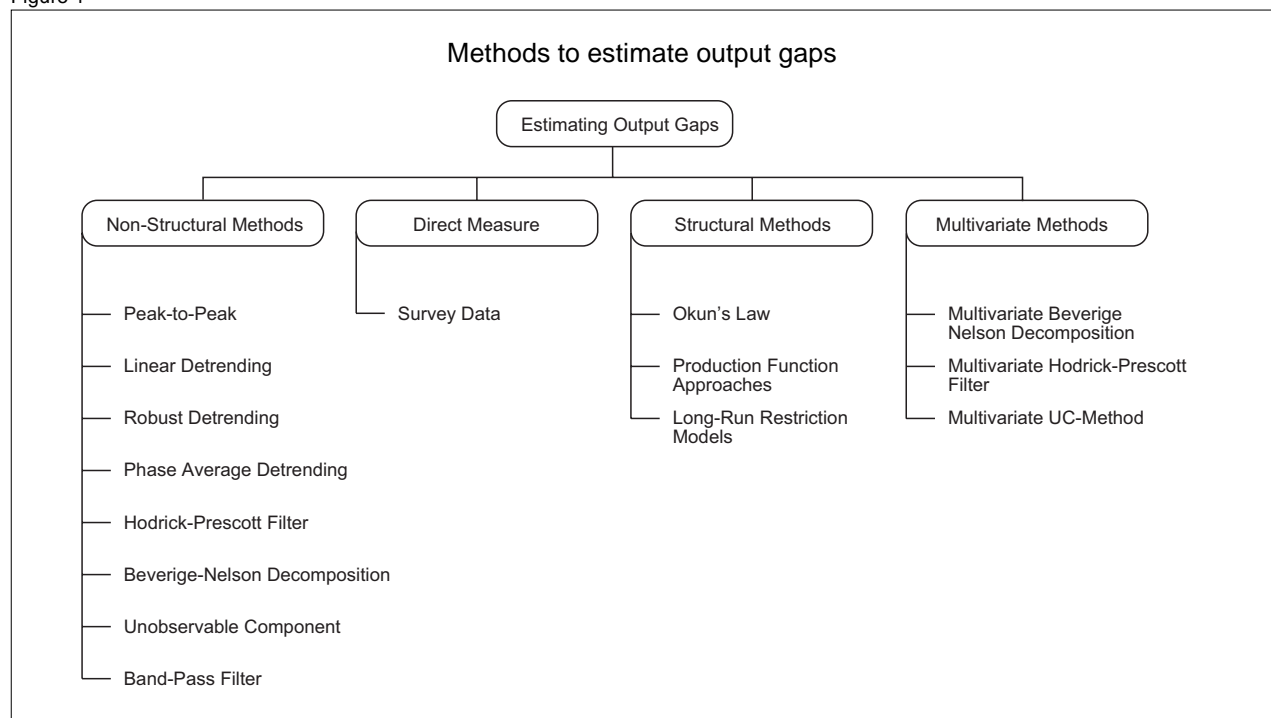 Methods to estimate output gaps
Estimating Output Gaps
Non-Structural Methods
Peak-to-Peak
Linear Detrending
Robust Detrending
Phase Average Detrending
Hodrick-Prescott Filter
Beverige-Nelson Decomposition
Unobservable Component
Band-Pass Filter
Direct Measure
Survey Data
Structural Methods
Okun's Law
Production Function
Approaches
Long-Run Restriction
Models
Multivariate Methods
Multivariate Beverige
Nelson Decomposition
Multivariate Hodrick-Prescott
Filter
Multivariate UC-Method